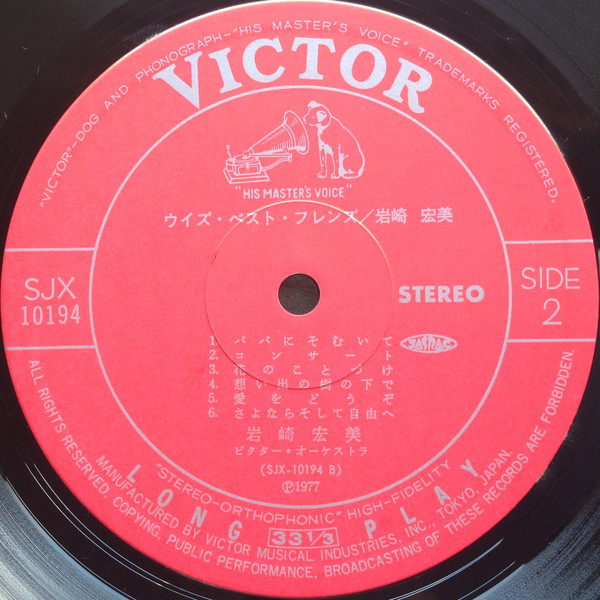 "VICTOR"–DOG AND PHONOGRAPH–"HIS MASTER'S VOICE" TRADEMARKS REGISTERED.
VICTOR
"HIS MASTER'S VOICE"
ウイズ・ベスト・フレンズ/岩崎 宏美
SJX
10194
STEREO
SIDE
2
1. パパにそむいて
JASRAC
2. コンサート
3. 花のことづけ
4. 想い出の樹の下で
5. 愛をどうぞ
6. さよならそして自由へ
岩崎宏美
ビクター・オーケストラ
(SJX-10194 B)
Ⓟ1977
"STEREO-ORTHOPHONIC" HIGH-FIDELITY
LONG 33 1/3 PLAY
MANUFACTURED BY VICTOR MUSICAL INDUSTRIES, INC., TOKYO, JAPAN.
ALL RIGHTS RESERVED, COPYING, PUBLIC PERFORMANCE, BROADCASTING OF THESE RECORDS ARE FORBIDDEN.